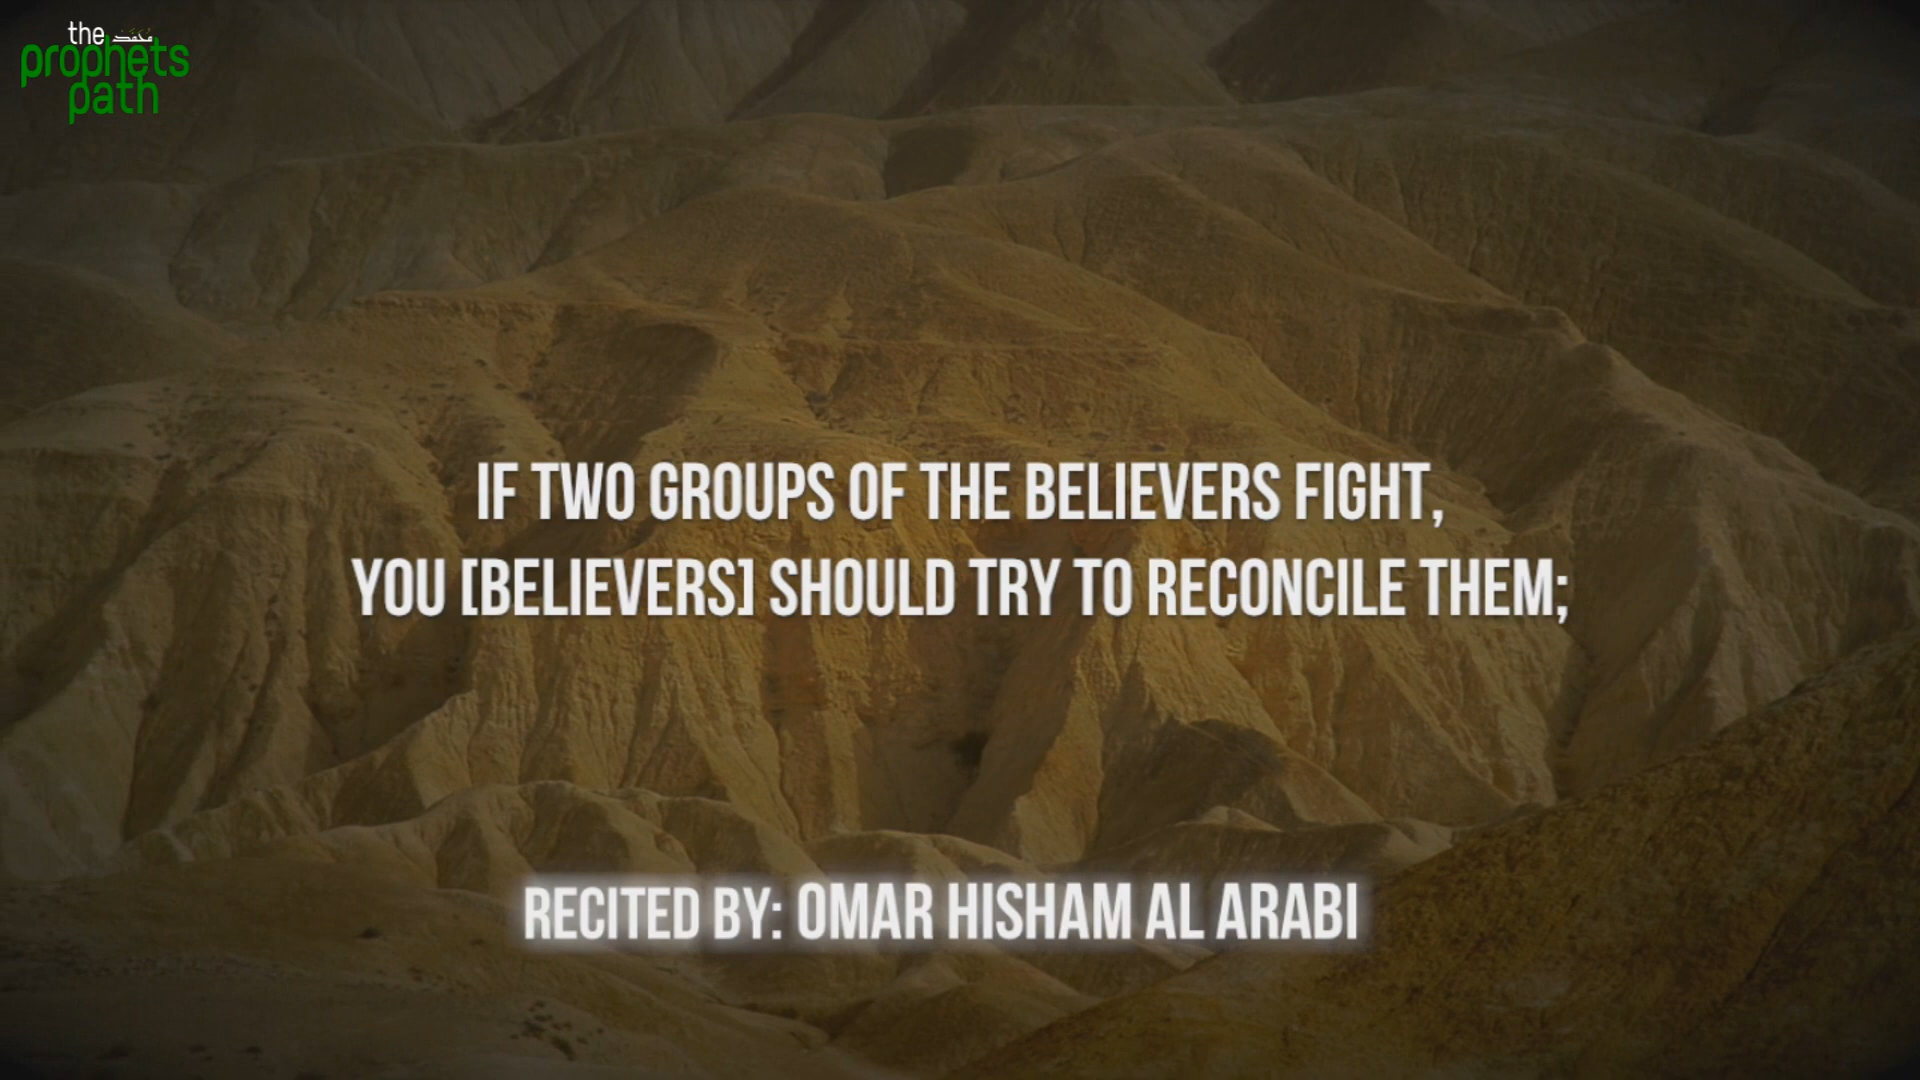 the محمد
prophets
path
IF TWO GROUPS OF THE BELIEVERS FIGHT,
YOU [BELIEVERS] SHOULD TRY TO RECONCILE THEM;
RECITED BY: OMAR HISHAM AL ARABI